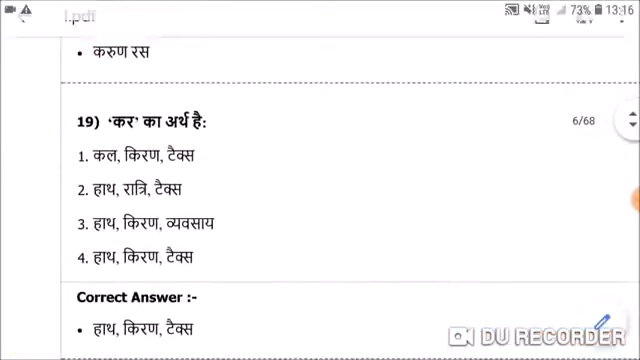 l.pdf
73% 13:16
• करुण रस
19) 'कर' का अर्थ है:
6/68
1. कल, किरण, टैक्स
2. हाथ, रात्रि, टैक्स
3. हाथ, किरण, व्यवसाय
4. हाथ, किरण, टैक्स
Correct Answer :-
• हाथ, किरण, टैक्स
DU RECORDER